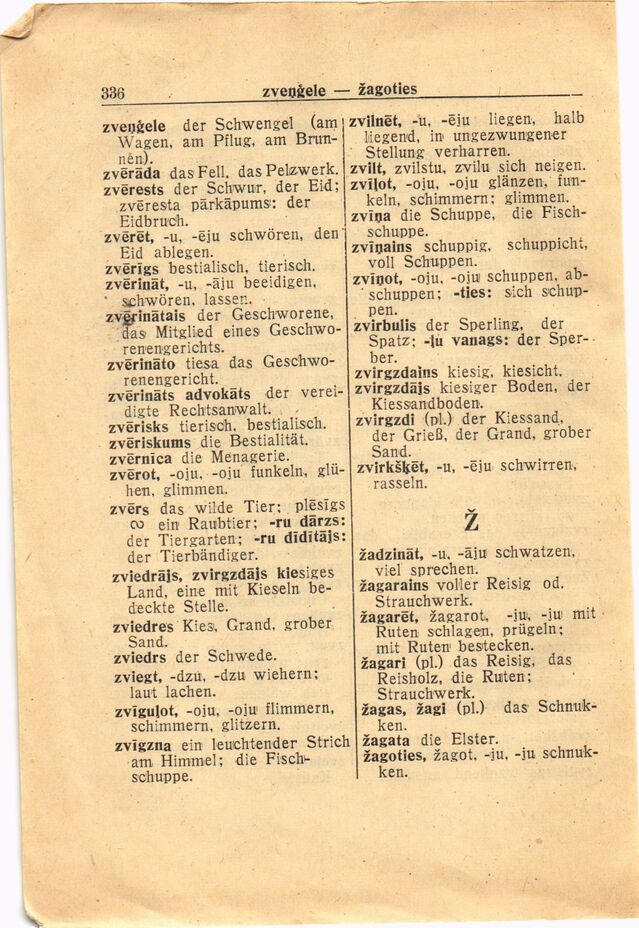 336
zveņģele — žagoties
zveņģele der Schwengel (am
Wagen, am Pflug, am Brun-
nen).
zvērāda das Fell, das Pelzwerk.
zvērests der Schwur, der Eid;
zvēresta pārkāpums: der
Eidbruch.
zvērēt, -u, -ēju schwören, den
Eid ablegen.
zvērīgs bestialisch, tierisch.
zvērināt, -u, -āju beeidigen,
schwören, lassen.
zvērinātais der Geschworene,
das Mitglied eines Geschwo-
renengerichts.
zvērināto tiesa das Geschwo-
renengericht.
zvērināts advokāts der verei-
digte Rechtsanwalt.
zvērisks tierisch, bestialisch.
zvēriskums die Bestialität.
zvērnīca die Menagerie.
zvērot, -oju, -oju funkeln, glü-
hen, glimmen.
zvērs das wilde Tier; plēsīgs
∾ ein Raubtier; -ru dārzs:
der Tiergarten; -ru dīdītājs:
der Tierbändiger.
zviedrājs, zvirgzdājs kiesiges
Land, eine mit Kieseln be-
deckte Stelle.
zviedres Kies, Grand, grober
Sand.
zviedrs der Schwede.
zviegt, -dzu, -dzu wiehern;
laut lachen.
zvīguļot, -oju, -oju flimmern,
schimmern, glitzern.
zvīgzna ein leuchtender Strich
am Himmel; die Fisch-
schuppe.
zvilnēt, -u, -ēju liegen, halb
liegend, in ungezwungener
Stellung verharren.
zvilt, zvilstu, zvilu sich neigen.
zviļot, -oju, -oju glänzen, fun-
keln, schimmern; glimmen.
zvīņa die Schuppe, die Fisch-
schuppe.
zvīņains schuppig, schuppicht,
voll Schuppen.
zvīņot, -oju, -oju schuppen, ab-
schuppen; -ties: sich schup-
pen.
zvirbulis der Sperling, der
Spatz; -ļu vanags: der Sper-
ber.
zvirgzdains kiesig, kiesicht.
zvirgzdājs kiesiger Boden, der
Kiessandboden.
zvirgzdi (pl.) der Kiessand,
der Grieß, der Grand, grober
Sand.
zvirkšķēt, -u, -ēju schwirren,
rasseln.
Ž
žadzināt, -u, -āju schwatzen,
viel sprechen.
žagarains voller Reisig od.
Strauchwerk.
žagarēt, žagarot, -ju, -ju mit
Ruten schlagen, prügeln;
mit Ruten bestecken.
žagari (pl.) das Reisig, das
Reisholz, die Ruten;
Strauchwerk.
žagas, žagi (pl.) das Schnuk-
ken.
žagata die Elster.
žagoties, žagot, -ju, -ju schnuk-
ken.